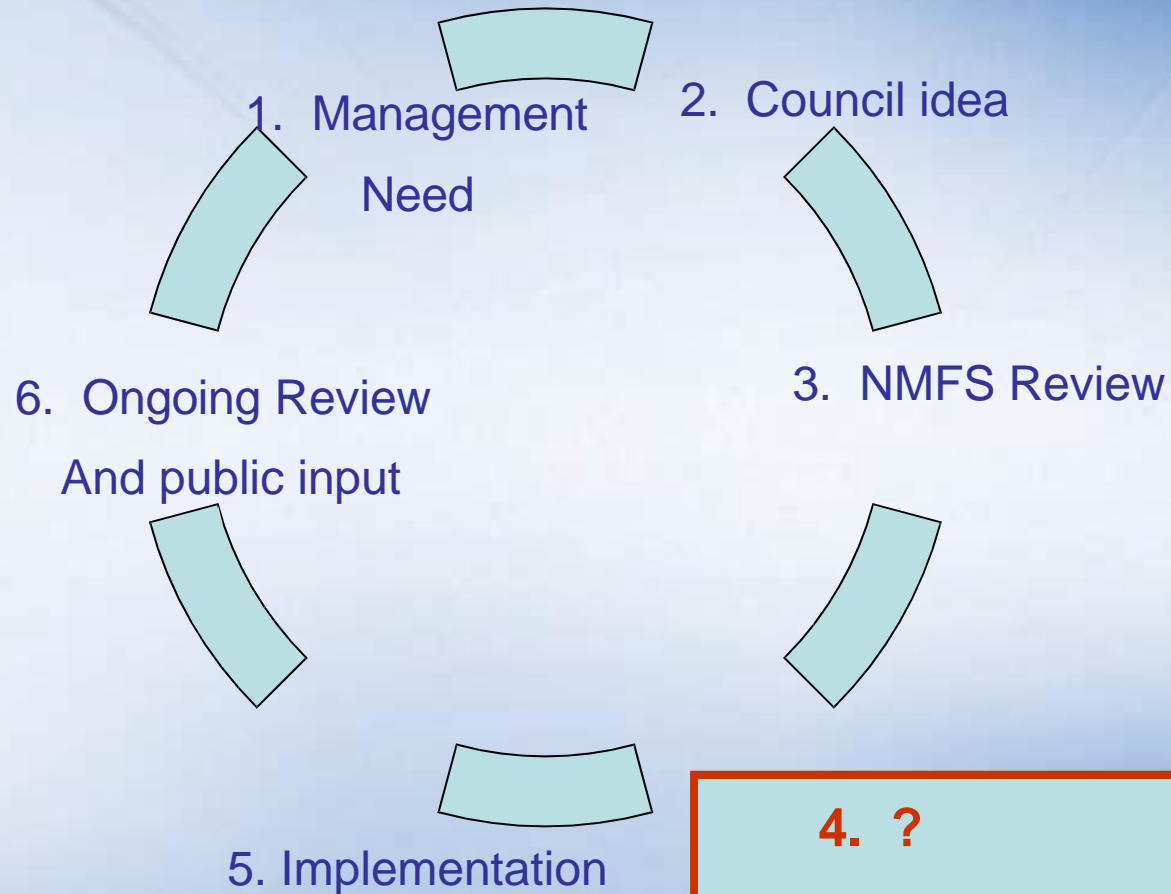 1. Management
Need
2. Council idea
3. NMFS Review
4. ?
5. Implementation
6. Ongoing Review
And public input